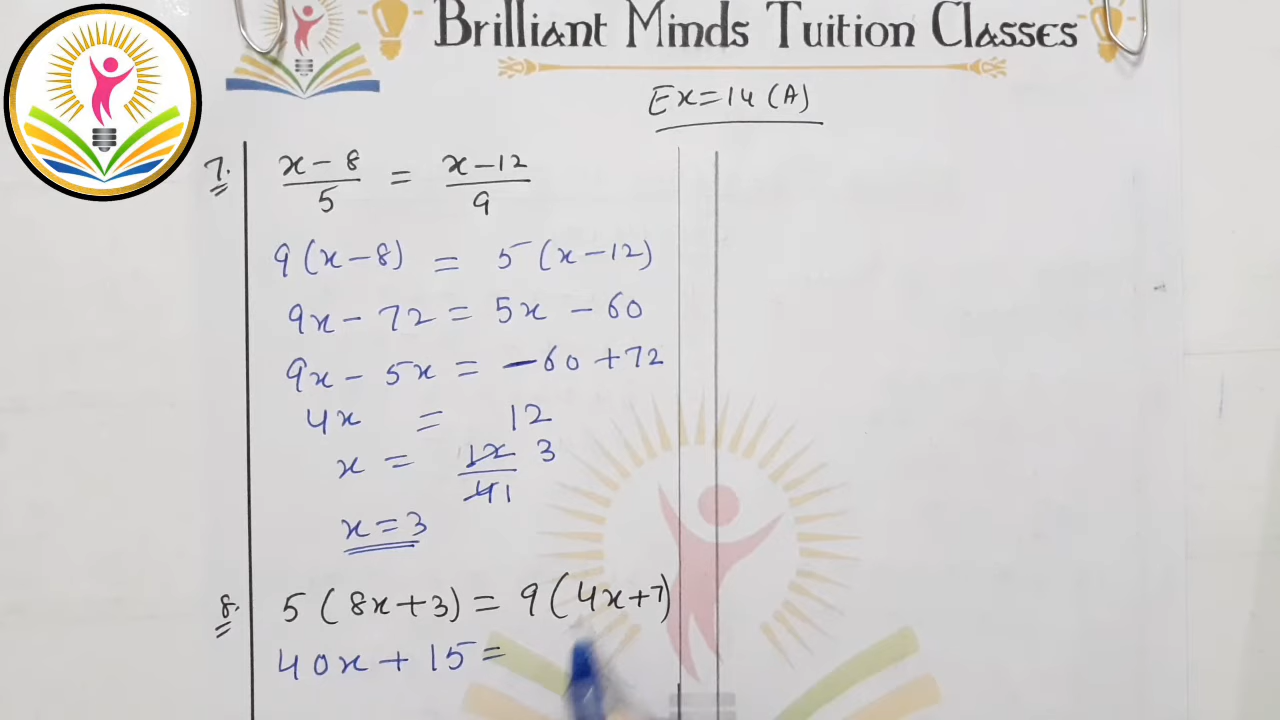 Brilliant Minds Tuition Classes
Ex=14 (A)
7. (x-8)/5 = (x-12)/9
9(x-8) = 5(x-12)
9x-72 = 5x-60
9x-5x = -60+72
4x = 12
x = 12/4 3/1
x=3
8. 5(8x+3) = 9(4x+7)
40x+15=